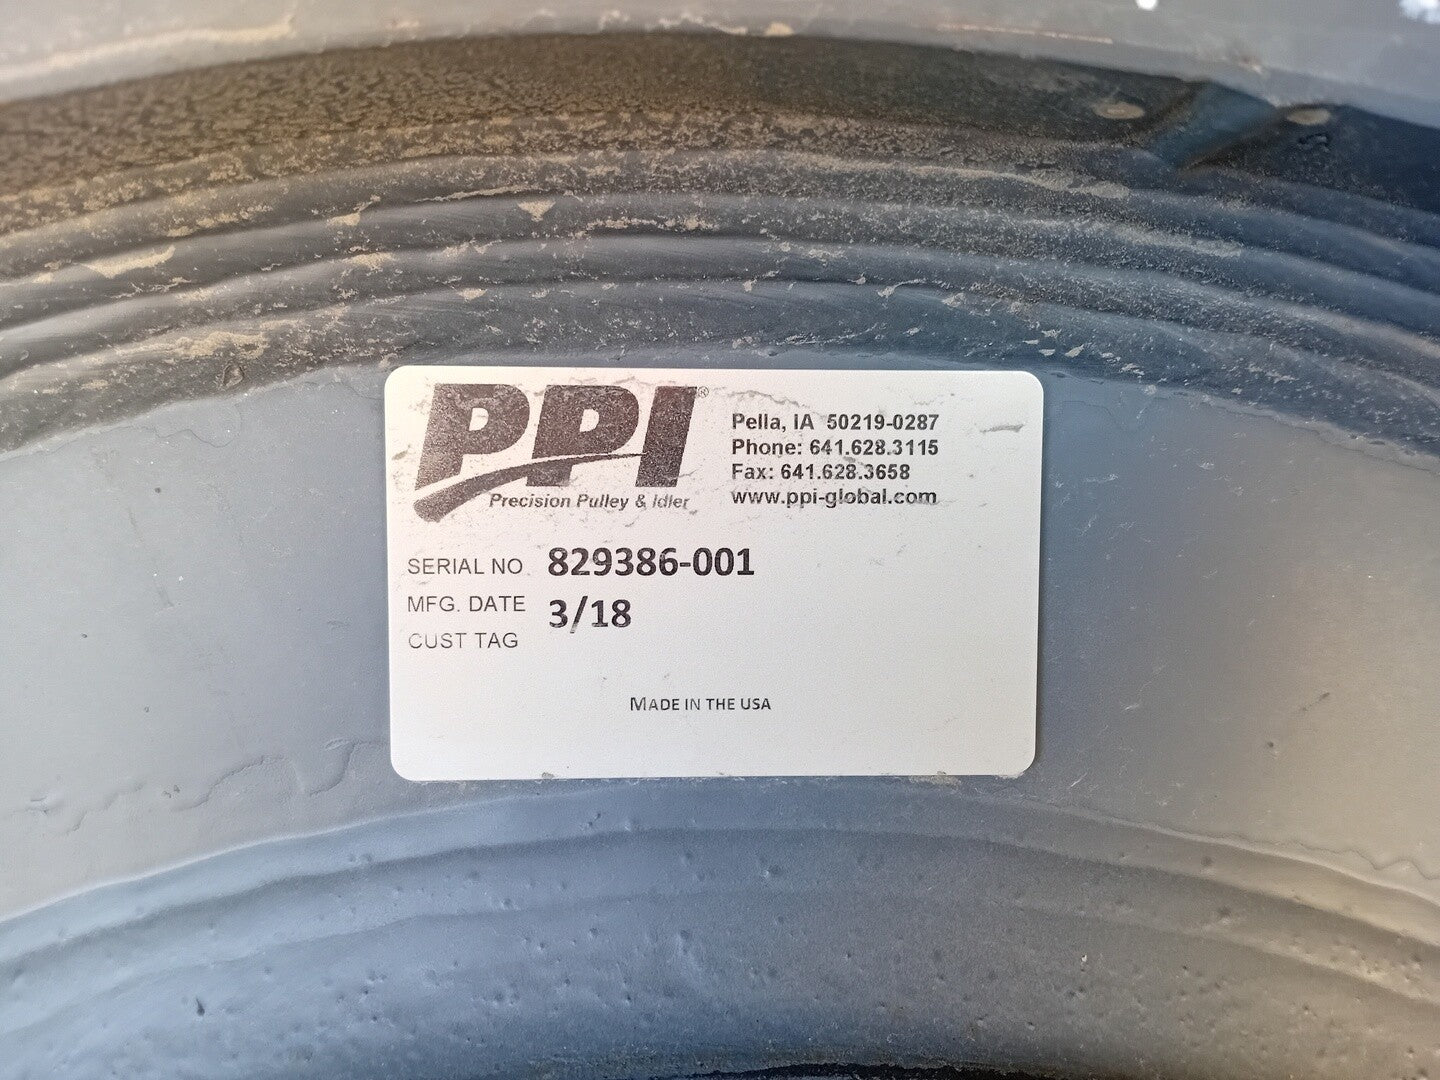 PPI®
Precision Pulley & Idler
Pella, IA 50219-0287
Phone: 641.628.3115
Fax: 641.628.3658
www.ppi-global.com
SERIAL NO 829386-001
MFG. DATE 3/18
CUST TAG
MADE IN THE USA